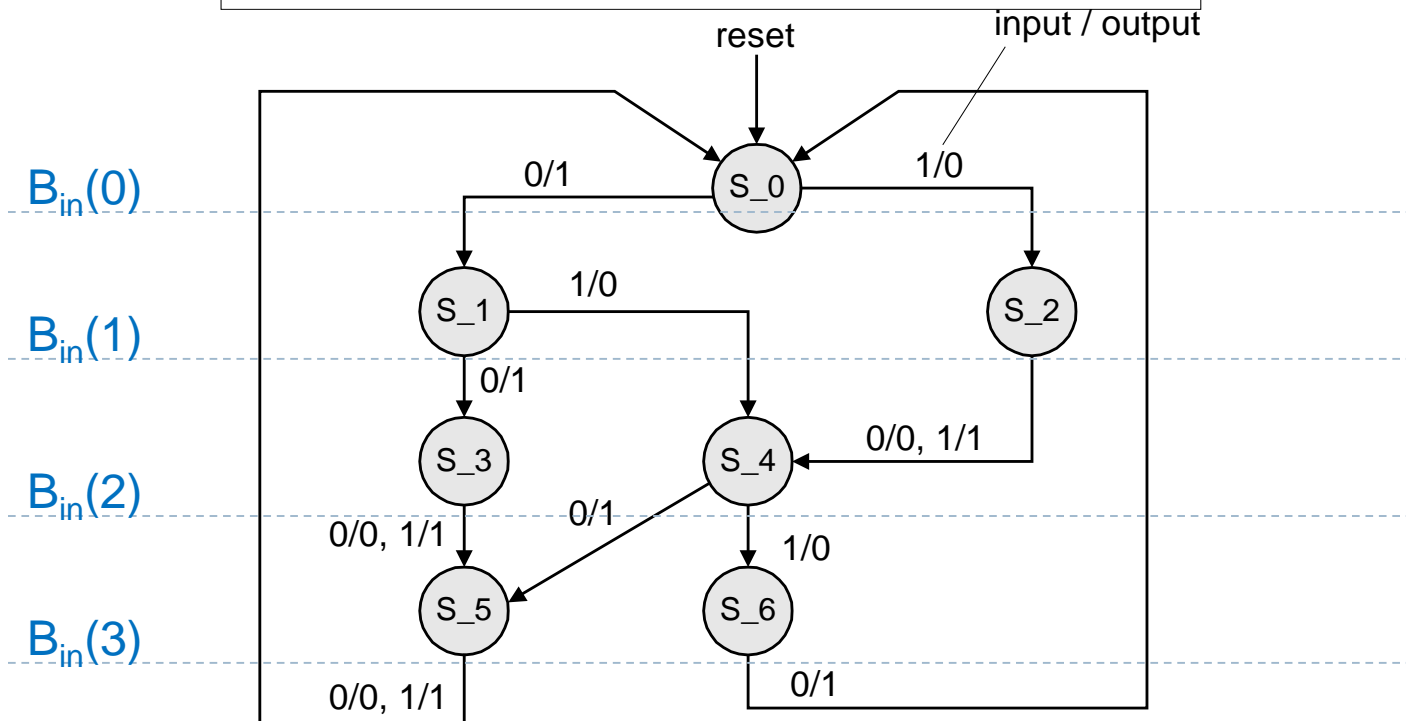 input / output
reset
B_in(0)
0/1
S_0
1/0
S_1
1/0
S_2
B_in(1)
0/1
S_3
S_4
0/0, 1/1
B_in(2)
0/1
0/0, 1/1
1/0
S_5
S_6
B_in(3)
0/0, 1/1
0/1